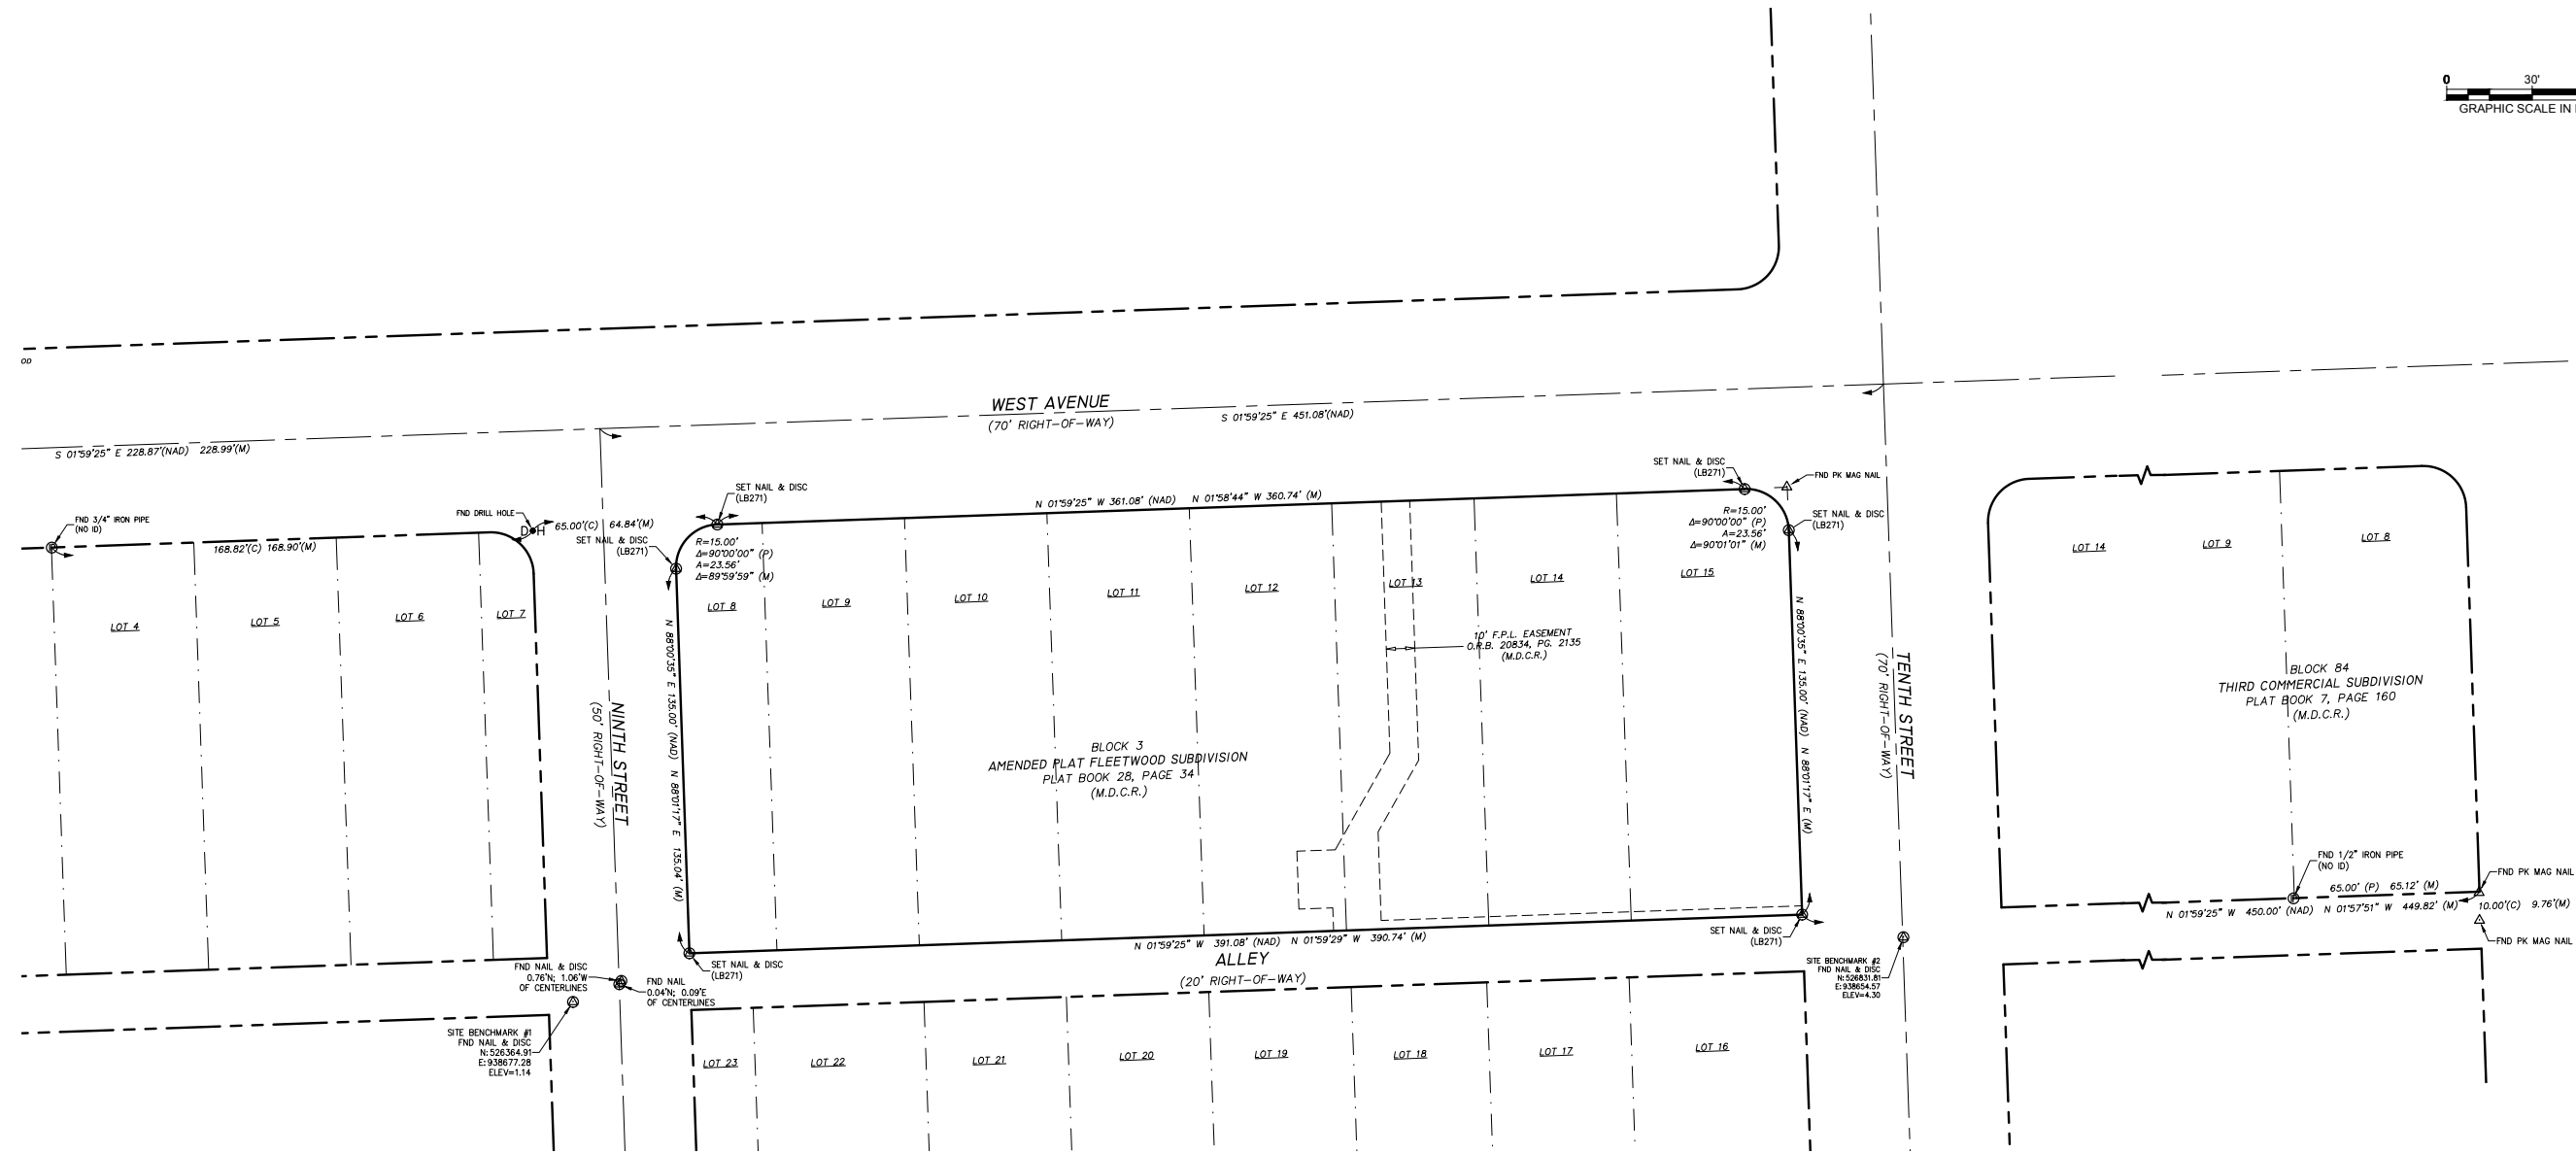 0 30'
GRAPHIC SCALE IN
OD
WEST AVENUE
(70' RIGHT-OF-WAY)
S 01°59'25" E 451.08'(NAD)
S 01°59'25" E 228.87'(NAD) 228.99'(M)
SET NAIL & DISC
(LB271)
FND PK MAG NAIL
SET NAIL & DISC
(LB271)
N 01°59'25" W 361.08' (NAD) N 01°58'44" W 360.74' (M)
FND 3/4" IRON PIPE
(NO ID)
FND DRILL HOLE
D H
65.00'(C) 64.84'(M)
168.82'(C) 168.90'(M)
SET NAIL & DISC
(LB271)
R=15.00'
Δ=90°00'00" (P)
A=23.56'
Δ=89°59'59" (M)
R=15.00'
Δ=90°00'00" (P)
A=23.56'
Δ=90°01'01" (M)
SET NAIL & DISC
(LB271)
LOT 4
LOT 5
LOT 6
LOT 7
LOT 8
LOT 9
LOT 10
LOT 11
LOT 12
LOT 13
LOT 14
LOT 15
LOT 14
LOT 9
LOT 8
10' F.P.L. EASEMENT
O.R.B. 20834, PG. 2135
(M.D.C.R.)
N 88°00'35" E 135.00' (NAD) N 88°01'17" E 135.04' (M)
N 88°00'35" E 135.00' (NAD) N 88°01'17" E (M)
NINTH STREET
(50' RIGHT-OF-WAY)
TENTH STREET
(70' RIGHT-OF-WAY)
BLOCK 3
AMENDED PLAT FLEETWOOD SUBDIVISION
PLAT BOOK 28, PAGE 34
(M.D.C.R.)
BLOCK 84
THIRD COMMERCIAL SUBDIVISION
PLAT BOOK 7, PAGE 160
(M.D.C.R.)
FND 1/2" IRON PIPE
(NO ID)
FND PK MAG NAIL
65.00' (P) 65.12' (M)
N 01°59'25" W 450.00' (NAD) N 01°57'51" W 449.82' (M)
10.00'(C) 9.76'(M)
FND PK MAG NAIL
N 01°59'25" W 391.08' (NAD) N 01°59'29" W 390.74' (M)
SET NAIL & DISC
(LB271)
SET NAIL & DISC
(LB271)
ALLEY
(20' RIGHT-OF-WAY)
FND NAIL & DISC
0.76'N; 1.06'W
OF CENTERLINES
FND NAIL
0.04'N; 0.09'E
OF CENTERLINES
SITE BENCHMARK #2
FND NAIL & DISC
N:526831.81
E:938654.57
ELEV=4.30
SITE BENCHMARK #1
FND NAIL & DISC
N:526364.91
E:938677.28
ELEV=1.14
LOT 23
LOT 22
LOT 21
LOT 20
LOT 19
LOT 18
LOT 17
LOT 16